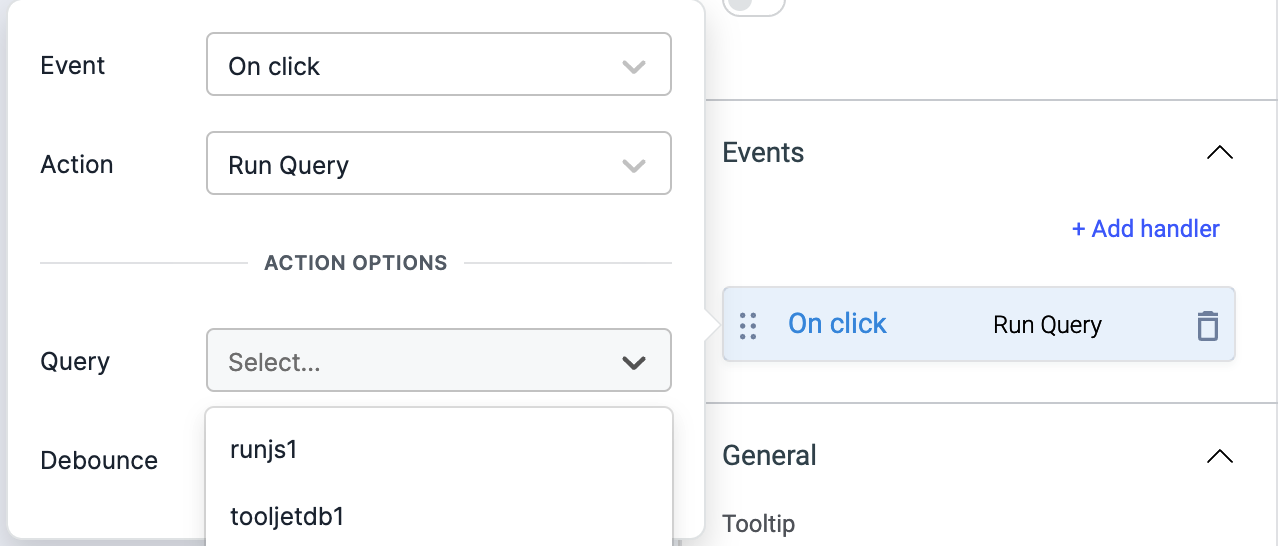 Event
On click
Action
Run Query
ACTION OPTIONS
Query
Select...
Debounce
runjs1
tooljetdb1
Events
+ Add handler
On click
Run Query
General
Tooltip